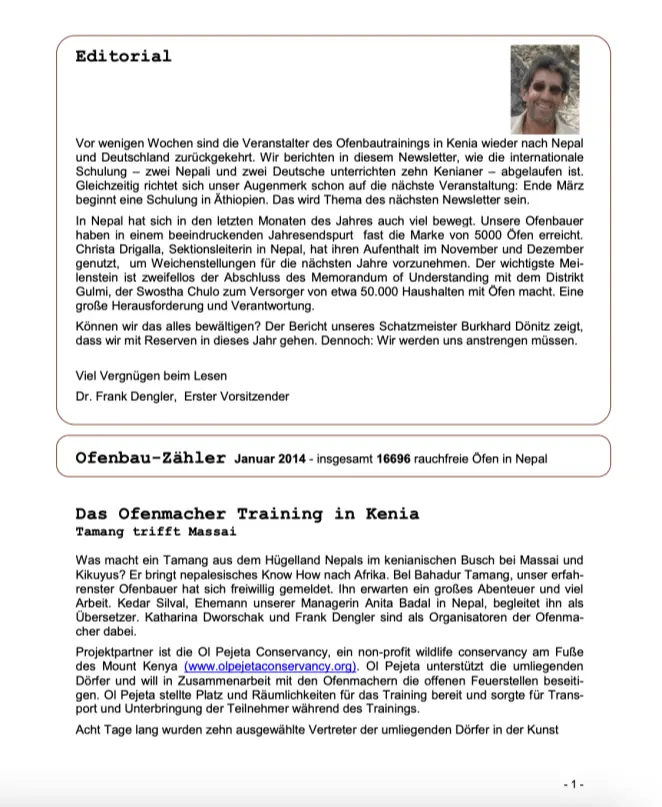 Editorial
Vor wenigen Wochen sind die Veranstalter des Ofenbautrainings in Kenia wieder nach Nepal
und Deutschland zurückgekehrt. Wir berichten in diesem Newsletter, wie die internationale
Schulung – zwei Nepali und zwei Deutsche unterrichten zehn Kenianer – abgelaufen ist.
Gleichzeitig richtet sich unser Augenmerk schon auf die nächste Veranstaltung: Ende März
beginnt eine Schulung in Äthiopien. Das wird Thema des nächsten Newsletter sein.
In Nepal hat sich in den letzten Monaten des Jahres auch viel bewegt. Unsere Ofenbauer
haben in einem beeindruckenden Jahresendspurt fast die Marke von 5000 Öfen erreicht.
Christa Drigalla, Sektionsleiterin in Nepal, hat ihren Aufenthalt im November und Dezember
genutzt, um Weichenstellungen für die nächsten Jahre vorzunehmen. Der wichtigste Mei-
lenstein ist zweifellos der Abschluss des Memorandum of Understanding mit dem Distrikt
Gulmi, der Swostha Chulo zum Versorger von etwa 50.000 Haushalten mit Öfen macht. Eine
große Herausforderung und Verantwortung.
Können wir das alles bewältigen? Der Bericht unseres Schatzmeister Burkhard Dönitz zeigt,
dass wir mit Reserven in dieses Jahr gehen. Dennoch: Wir werden uns anstrengen müssen.
Viel Vergnügen beim Lesen
Dr. Frank Dengler, Erster Vorsitzender
Ofenbau-Zähler Januar 2014 - insgesamt 16696 rauchfreie Öfen in Nepal
Das Ofenmacher Training in Kenia
Tamang trifft Massai
Was macht ein Tamang aus dem Hügelland Nepals im kenianischen Busch bei Massai und
Kikuyus? Er bringt nepalesisches Know How nach Afrika. Bel Bahadur Tamang, unser erfah-
renster Ofenbauer hat sich freiwillig gemeldet. Ihn erwarten ein großes Abenteuer und viel
Arbeit. Kedar Silval, Ehemann unserer Managerin Anita Badal in Nepal, begleitet ihn als
Übersetzer. Katharina Dworschak und Frank Dengler sind als Organisatoren der Ofenma-
cher dabei.
Projektpartner ist die Ol Pejeta Conservancy, ein non-profit wildlife conservancy am Fuße
des Mount Kenya (www.olpejetaconservancy.org). Ol Pejeta unterstützt die umliegenden
Dörfer und will in Zusammenarbeit mit den Ofenmachern die offenen Feuerstellen beseiti-
gen. Ol Pejeta stellte Platz und Räumlichkeiten für das Training bereit und sorgte für Trans-
port und Unterbringung der Teilnehmer während des Trainings.
Acht Tage lang wurden zehn ausgewählte Vertreter der umliegenden Dörfer in der Kunst
- 1 -